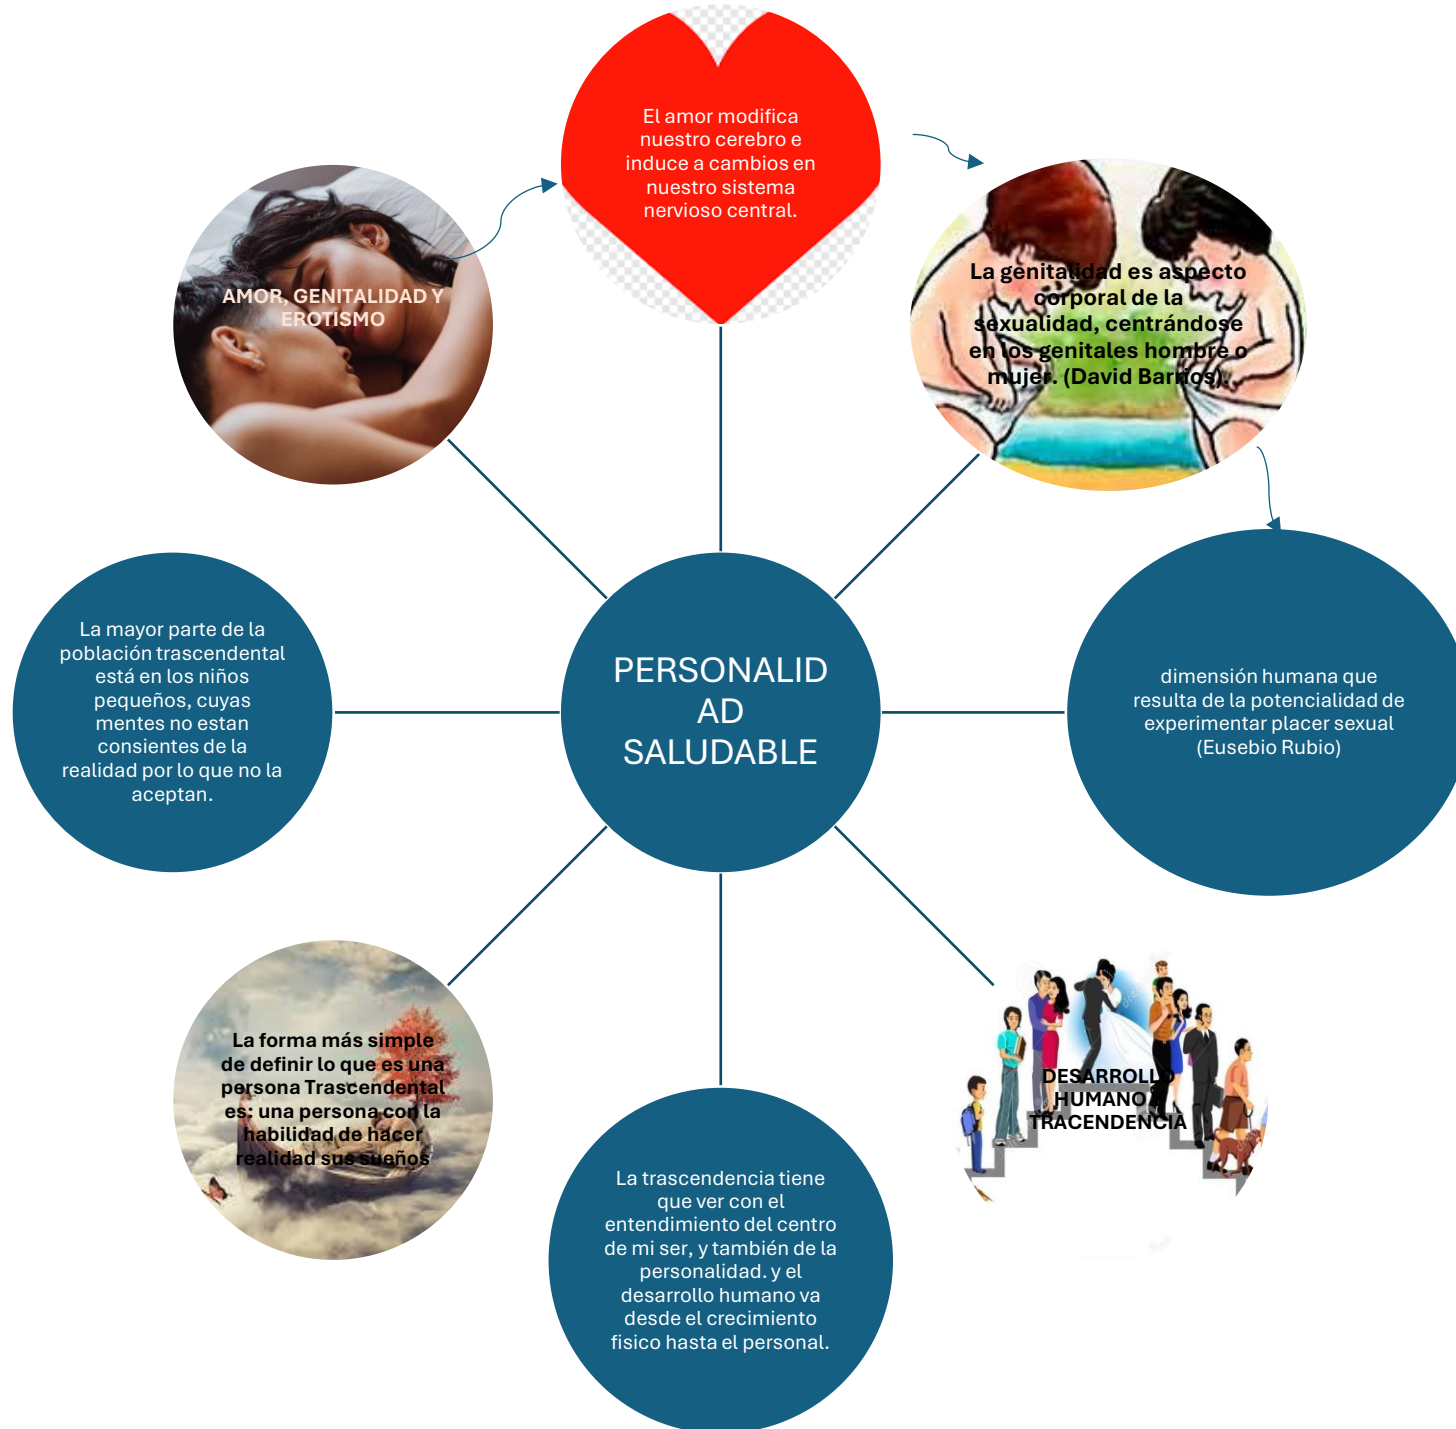 El amor modifica
nuestro cerebro e
induce a cambios en
nuestro sistema
nervioso central.
AMOR, GENITALIDAD Y
EROTISMO
La genitalidad es aspecto
corporal de la
sexualidad, centrándose
en los genitales hombre o
mujer. (David Barrios).
La mayor parte de la
población trascendental
está en los niños
pequeños, cuyas
mentes no estan
consientes de la
realidad por lo que no la
aceptan.
PERSONALID
AD
SALUDABLE
dimensión humana que
resulta de la potencialidad de
experimentar placer sexual
(Eusebio Rubio)
La forma más simple
de definir lo que es una
persona Trascendental
es: una persona con la
habilidad de hacer
realidad sus sueños
DESARROLLO
HUMANO
TRACENDENCIA
La trascendencia tiene
que ver con el
entendimiento del centro
de mi ser, y también de la
personalidad. y el
desarrollo humano va
desde el crecimiento
fisico hasta el personal.